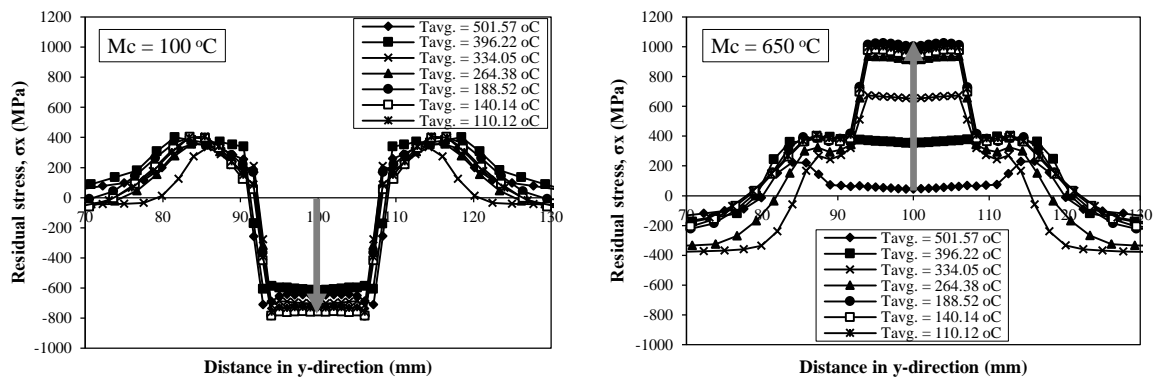 Residual stress, σx (MPa)
1200
1000
800
600
400
200
0
-200
-400
-600
-800
-1000
Mc = 100 °C
Tavg. = 501.57 oC
Tavg. = 396.22 oC
Tavg. = 334.05 oC
Tavg. = 264.38 oC
Tavg. = 188.52 oC
Tavg. = 140.14 oC
Tavg. = 110.12 oC
70
80
90
100
110
120
130
Distance in y-direction (mm)
Residual stress, σx (MPa)
1200
1000
800
600
400
200
0
-200
-400
-600
-800
-1000
Mc = 650 °C
70
80
90
100
110
120
130
Tavg. = 501.57 oC
Tavg. = 396.22 oC
Tavg. = 334.05 oC
Tavg. = 264.38 oC
Tavg. = 188.52 oC
Tavg. = 140.14 oC
Tavg. = 110.12 oC
Distance in y-direction (mm)